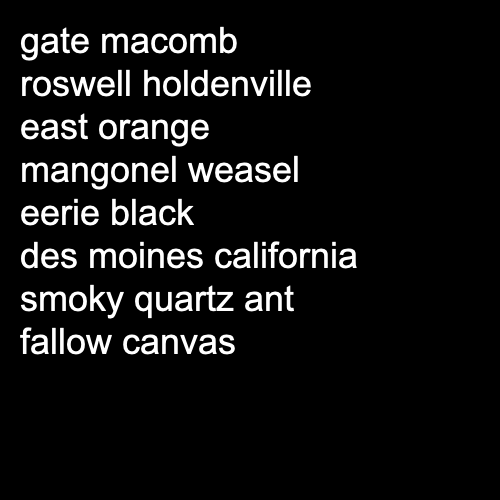 gate macomb
roswell holdenville
east orange
mangonel weasel
eerie black
des moines california
smoky quartz ant
fallow canvas